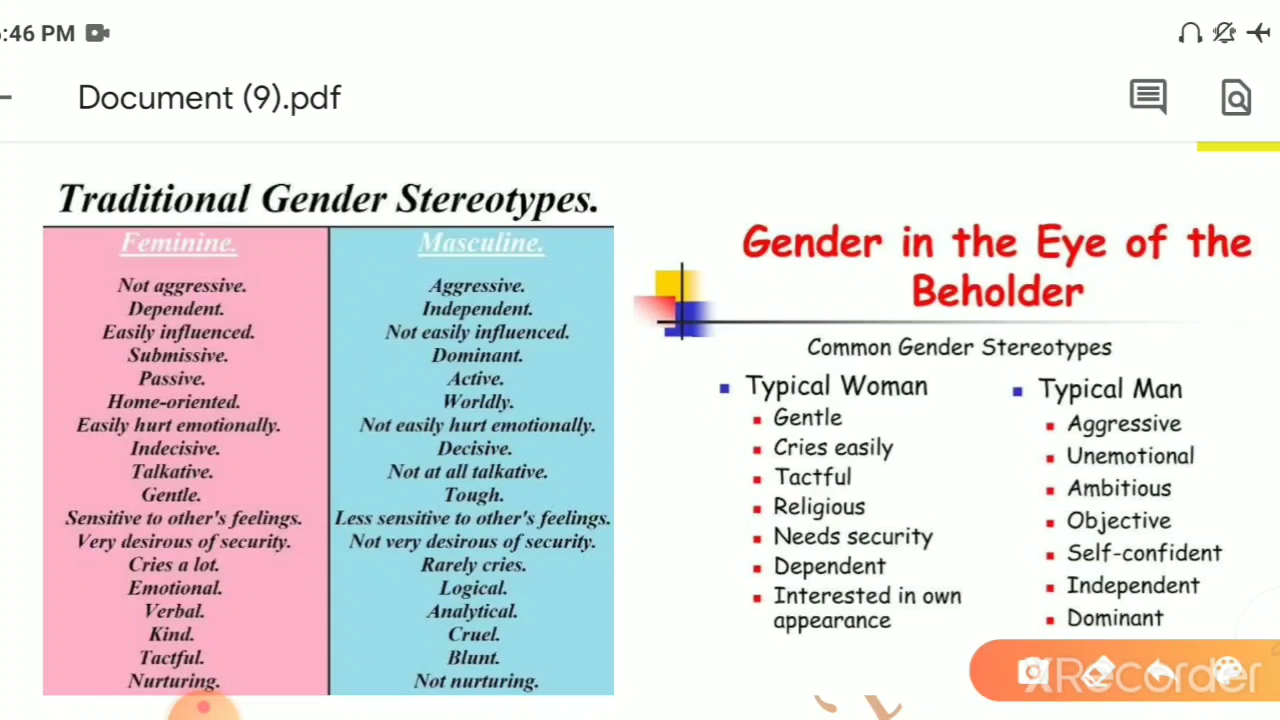 :46 PM
Document (9).pdf
Traditional Gender Stereotypes.
Feminine. Masculine.
Not aggressive. Aggressive.
Dependent. Independent.
Easily influenced. Not easily influenced.
Submissive. Dominant.
Passive. Active.
Home-oriented. Worldly.
Easily hurt emotionally. Not easily hurt emotionally.
Indecisive. Decisive.
Talkative. Not at all talkative.
Gentle. Tough.
Sensitive to other's feelings. Less sensitive to other's feelings.
Very desirous of security. Not very desirous of security.
Cries a lot. Rarely cries.
Emotional. Logical.
Verbal. Analytical.
Kind. Cruel.
Tactful. Blunt.
Nurturing. Not nurturing.
Gender in the Eye of the
Beholder
Common Gender Stereotypes
Typical Woman
Gentle
Cries easily
Tactful
Religious
Needs security
Dependent
Interested in own
appearance
Typical Man
Aggressive
Unemotional
Ambitious
Objective
Self-confident
Independent
Dominant
XRecorder